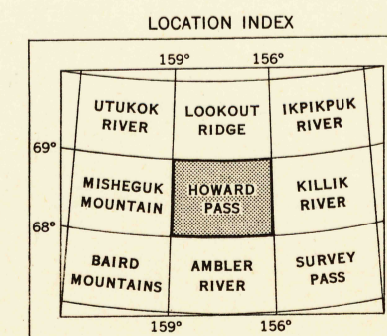 LOCATION INDEX
159° 156°
UTUKOK RIVER
LOOKOUT RIDGE
IKPIKPUK RIVER
69°
MISHEGUK MOUNTAIN
HOWARD PASS
KILLIK RIVER
68°
BAIRD MOUNTAINS
AMBLER RIVER
SURVEY PASS
159° 156°